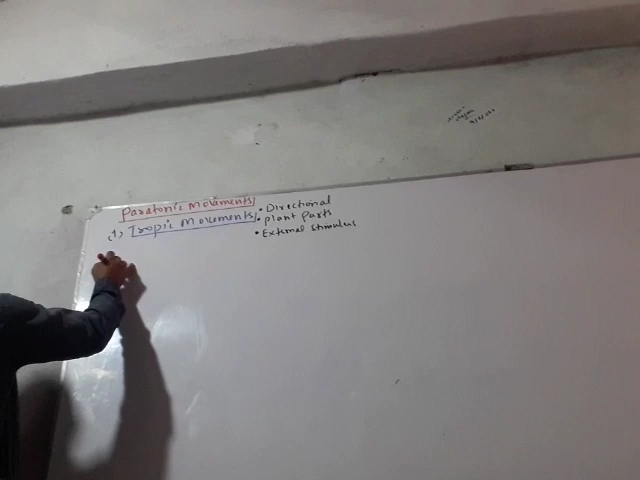 Paratonic Movements
• Directional
(1) Tropic Movements
• Plant Parts
• External stimulus